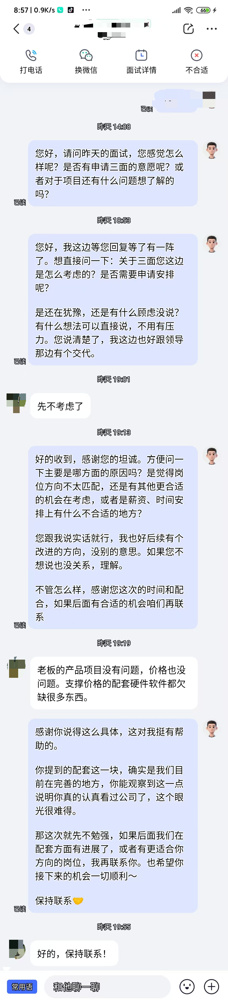 8:57 | 0.9K/s ...
66
4
打电话
换微信
面试详情
不合适
已读
昨天 14:08
您好，请问昨天的面试，您感觉怎么
样呢？是否有申请三面的意愿呢？或
者对于项目还有什么问题想了解的
吗？
已读
昨天 18:53
您好，我这边等您回复等了有一阵
了。想直接问一下：关于三面您这边
是怎么考虑的？是否需要申请安排
呢？
是还在犹豫，还是有什么顾虑没说？
有什么想法可以直接说，不用有压
力。您说清楚了，我这边也好跟领导
那边有个交代。
已读
昨天 19:01
先不考虑了
昨天 19:13
好的收到，感谢您的坦诚。方便问一
下主要是哪方面的原因吗？是觉得岗
位方向不太匹配，还是有其他更合适
的机会在考虑，或者是薪资、时间安
排上有什么不合适的地方？
您跟我说实话就行，我也好后续有个
改进的方向，没别的意思。如果您不
想说也没关系，理解。
不管怎么样，感谢您这次的时间和配
合，如果后面有合适的机会咱们再联
系
已读
昨天 19:19
老板的产品项目没有问题，价格也没
问题。支撑价格的配套硬件软件都欠
缺很多东西。
感谢你说得这么具体，这对我挺有帮
助的。
你提到的配套这一块，确实是我们目
前在完善的地方，你能观察到这一点
说明你真的认真看过公司了，这个眼
光很难得。
那这次就先不勉强，如果后面我们在
配套方面有进展了，或者有更适合你
方向的岗位，我再联系你。也希望你
接下来的机会一切顺利～
保持联系🤝
已读
昨天 19:55
好的，保持联系！
常用语
和他聊一聊